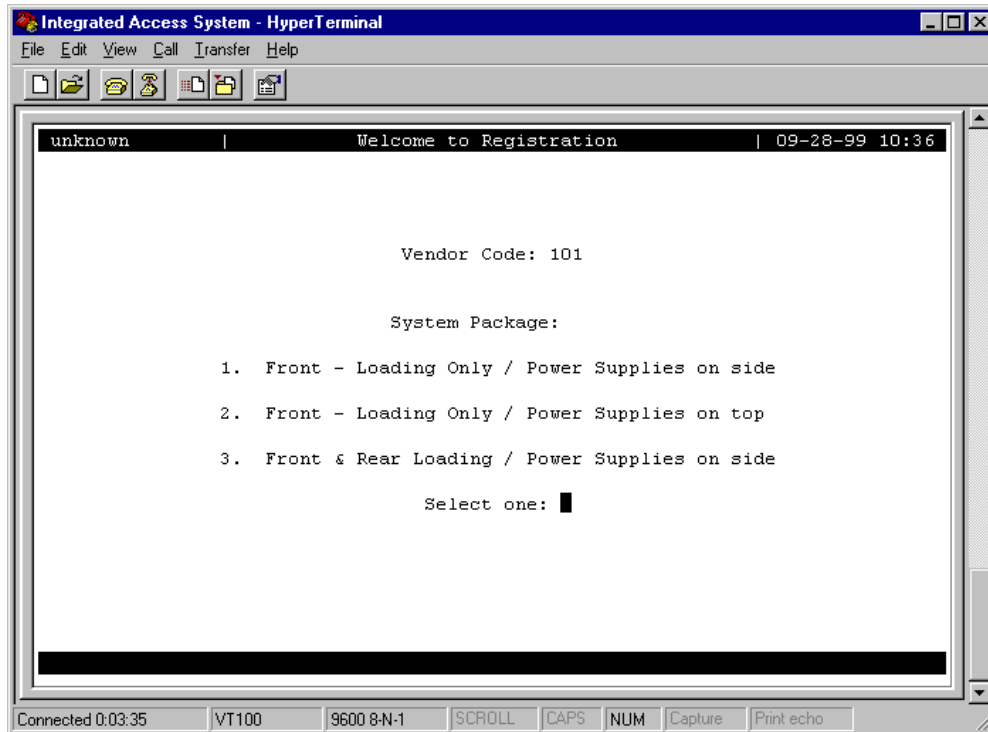 Integrated Access System - HyperTerminal
File Edit View Call Transfer Help
unknown | Welcome to Registration | 09-28-99 10:36
Vendor Code: 101
System Package:
1. Front - Loading Only / Power Supplies on side
2. Front - Loading Only / Power Supplies on top
3. Front & Rear Loading / Power Supplies on side
Select one:
Connected 0:03:35 VT100 9600 8-N-1 SCROLL CAPS NUM Capture Print echo